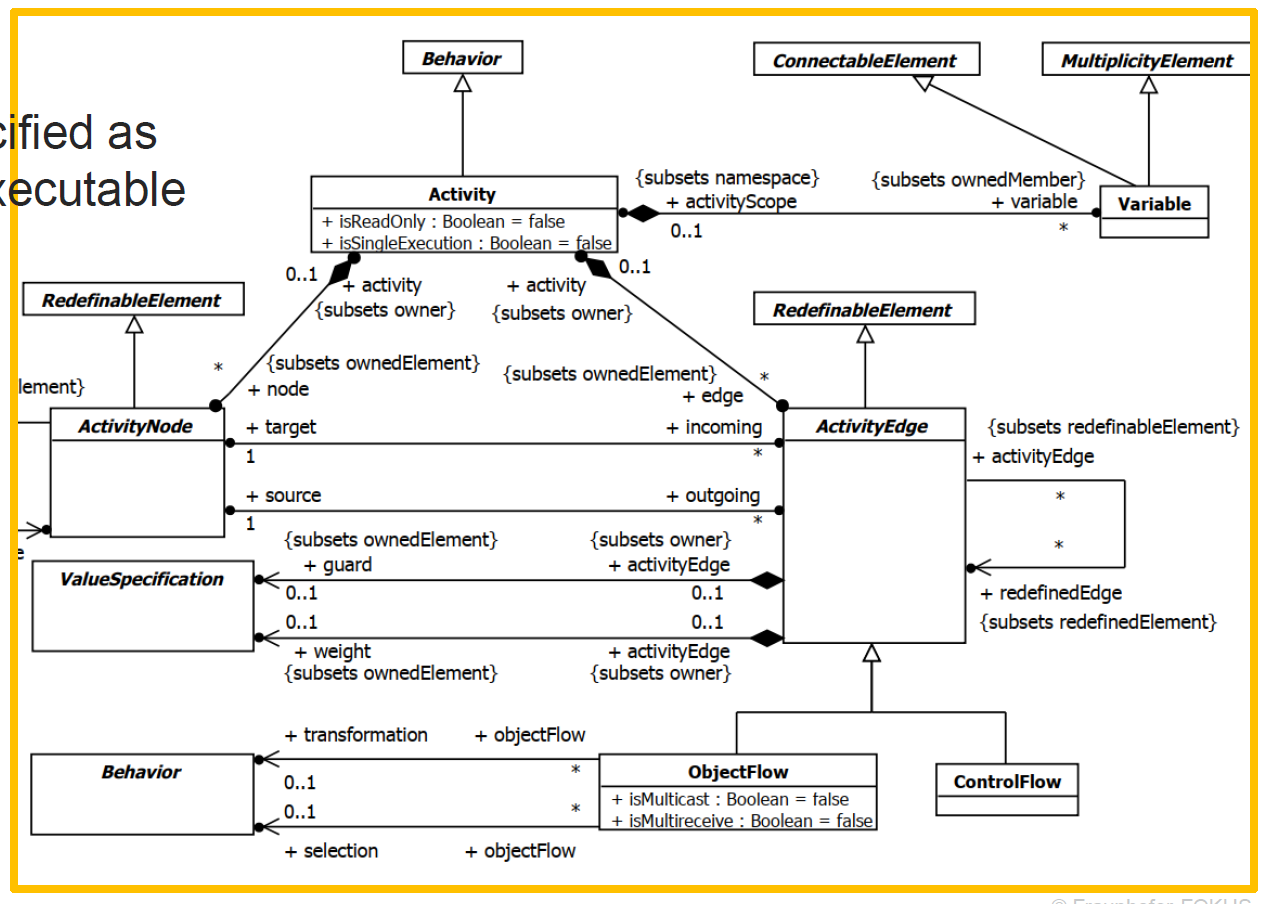 Behavior
ConnectableElement
MultiplicityElement
cified as
xecutable
Activity
+ isReadOnly : Boolean = false
+ isSingleExecution : Boolean = false
{subsets namespace}
+ activityScope
0..1
{subsets ownedMember}
+ variable
*
Variable
0..1
+ activity
{subsets owner}
+ activity
{subsets owner}
0..1
RedefinableElement
RedefinableElement
*
{subsets ownedElement}
+ node
{subsets ownedElement}
*
+ edge
lement}
ActivityNode
+ target
1
+ incoming
*
ActivityEdge
{subsets redefinableElement}
+ activityEdge
*
*
+ redefinedEdge
{subsets redefinedElement}
+ source
1
+ outgoing
*
e
{subsets ownedElement}
+ guard
0..1
{subsets owner}
+ activityEdge
0..1
ValueSpecification
0..1
+ weight
{subsets ownedElement}
0..1
+ activityEdge
{subsets owner}
+ transformation
0..1
+ objectFlow
*
Behavior
0..1
+ selection
*
+ objectFlow
ObjectFlow
+ isMulticast : Boolean = false
+ isMultireceive : Boolean = false
ControlFlow
© Fraunhofer FOKUS